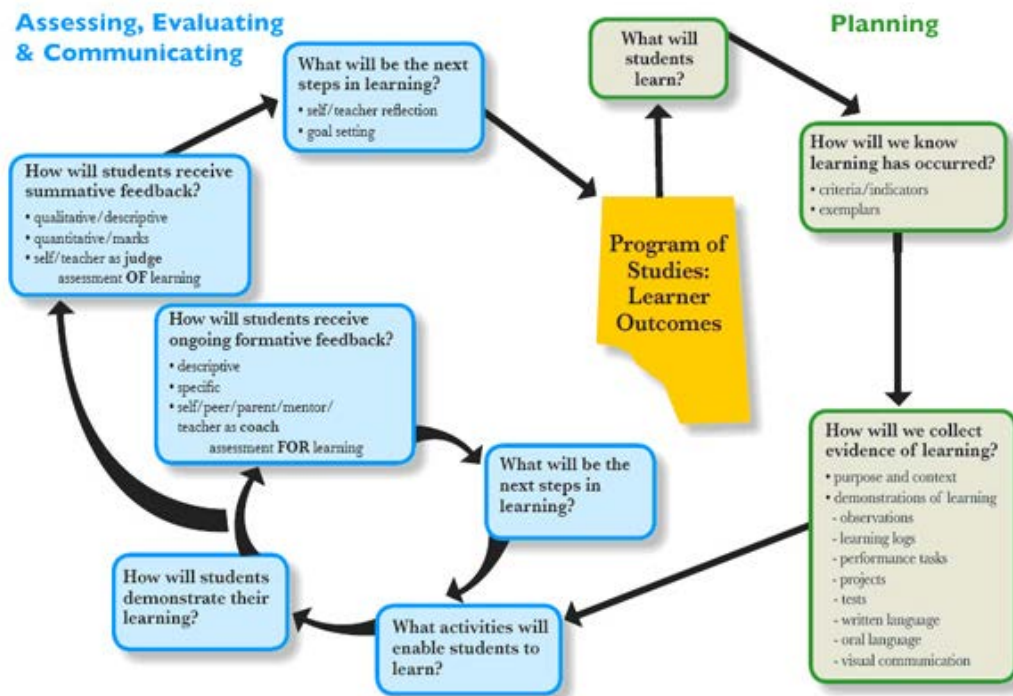 Assessing, Evaluating
& Communicating
Planning
What will be the next
steps in learning?
• self/teacher reflection
• goal setting
What will
students
learn?
How will we know
learning has occurred?
• criteria/indicators
• exemplars
How will students receive
summative feedback?
• qualitative/descriptive
• quantitative/marks
• self/teacher as judge
assessment OF learning
Program of
Studies:
Learner
Outcomes
How will students receive
ongoing formative feedback?
• descriptive
• specific
• self/peer/parent/mentor/
teacher as coach
assessment FOR learning
How will we collect
evidence of learning?
• purpose and context
• demonstrations of learning
- observations
- learning logs
- performance tasks
- projects
- tests
- written language
- oral language
- visual communication
What will be the
next steps in
learning?
How will students
demonstrate their
learning?
What activities will
enable students to
learn?